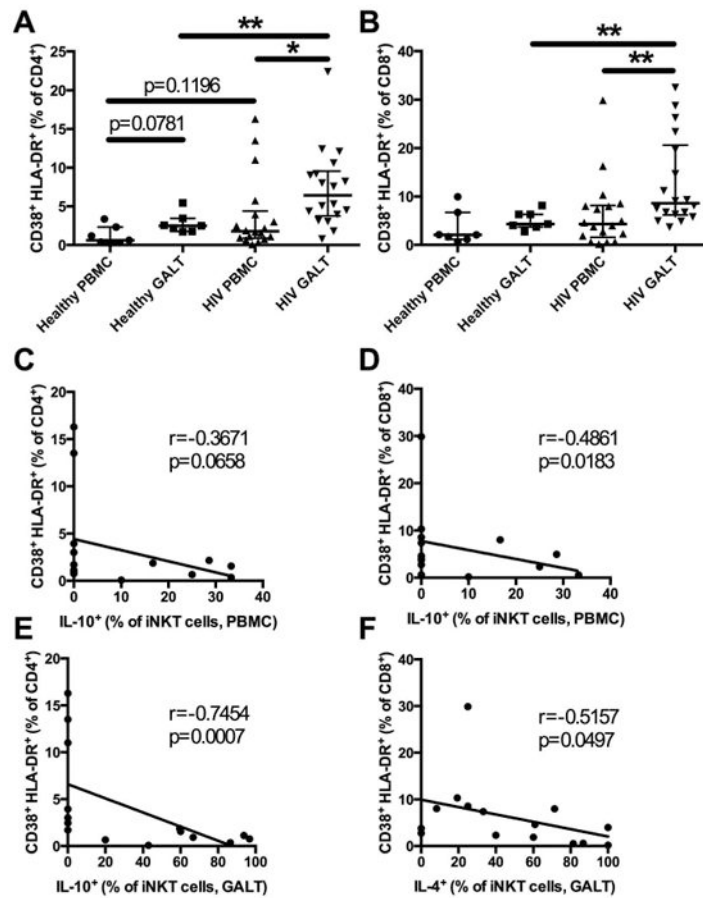 A
**
*
p=0.1196
p=0.0781
CD38+ HLA-DR+ (% of CD4+)
25
20
15
10
5
0
Healthy PBMC
Healthy GALT
HIV PBMC
HIV GALT
B
**
**
CD38+ HLA-DR+ (% of CD8+)
40
30
20
10
0
Healthy PBMC
Healthy GALT
HIV PBMC
HIV GALT
C
CD38+ HLA-DR+ (% of CD4+)
20
15
10
5
0
r=-0.3671
p=0.0658
0 10 20 30 40
IL-10+ (% of iNKT cells, PBMC)
D
CD38+ HLA-DR+ (% of CD8+)
40
30
20
10
0
r=-0.4861
p=0.0183
0 10 20 30 40
IL-10+ (% of iNKT cells, PBMC)
E
CD38+ HLA-DR+ (% of CD4+)
20
15
10
5
0
r=-0.7454
p=0.0007
0 20 40 60 80 100
IL-10+ (% of iNKT cells, GALT)
F
CD38+ HLA-DR+ (% of CD8+)
40
30
20
10
0
r=-0.5157
p=0.0497
0 20 40 60 80 100
IL-4+ (% of iNKT cells, GALT)